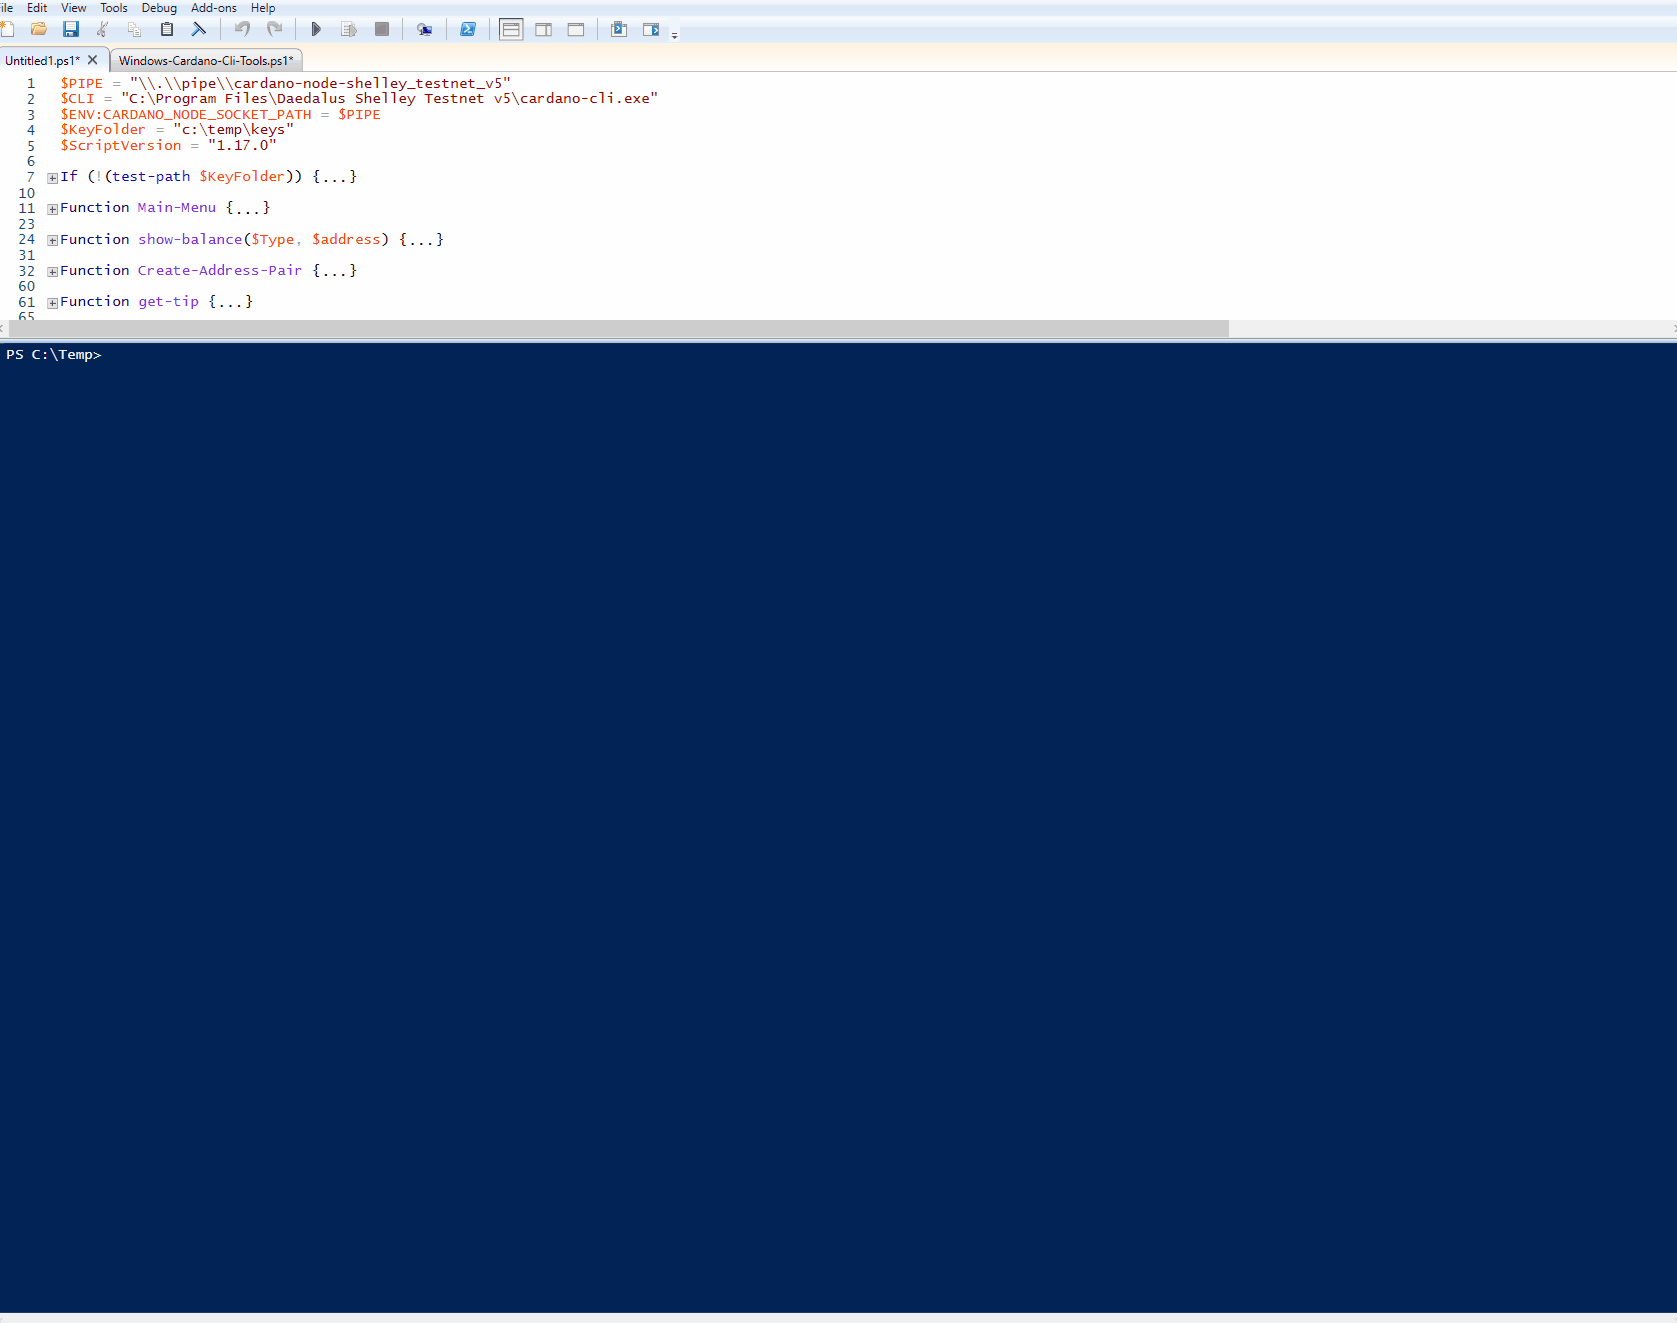 ile Edit View Tools Debug Add-ons Help
Untitled1.ps1* Windows-Cardano-Cli-Tools.ps1*
1 $PIPE = "\\.\\pipe\\cardano-node-shelley_testnet_v5"
2 $CLI = "C:\Program Files\Daedalus Shelley Testnet v5\cardano-cli.exe"
3 $ENV:CARDANO_NODE_SOCKET_PATH = $PIPE
4 $KeyFolder = "c:\temp\keys"
5 $ScriptVersion = "1.17.0"
6
7 If (!(test-path $KeyFolder)) {...}
10
11 Function Main-Menu {...}
23
24 Function show-balance($Type, $address) {...}
31
32 Function Create-Address-Pair {...}
60
61 Function get-tip {...}
65
PS C:\Temp>